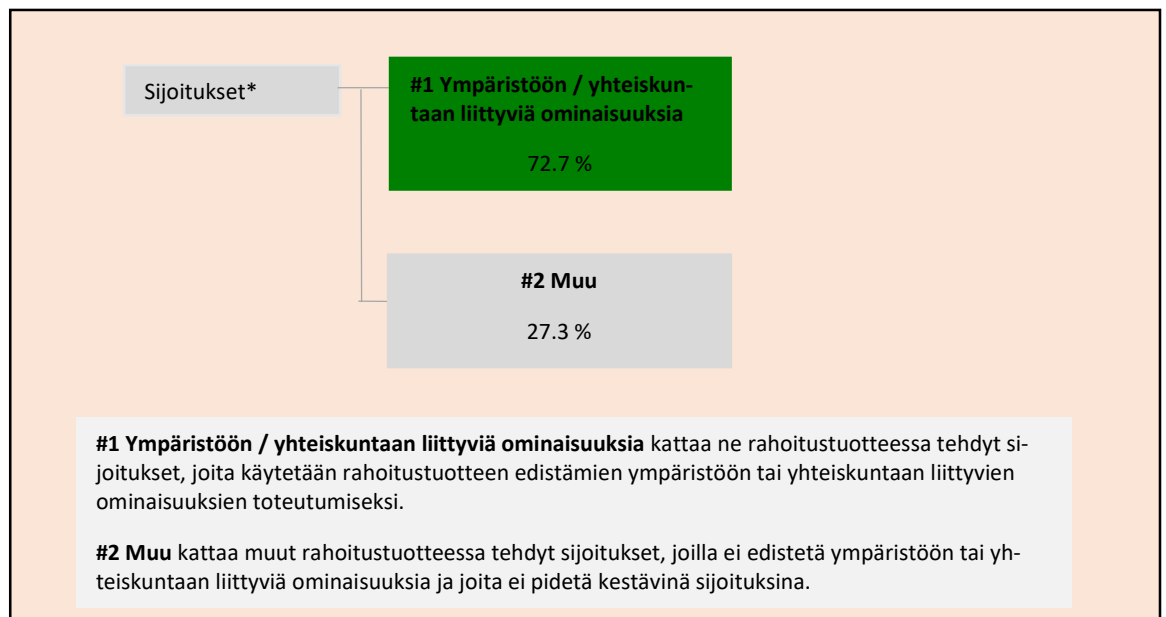 Sijoitukset*
#1 Ympäristöön / yhteiskun-
taan liittyviä ominaisuuksia
72.7 %
#2 Muu
27.3 %
#1 Ympäristöön / yhteiskuntaan liittyviä ominaisuuksia kattaa ne rahoitustuotteessa tehdyt si-
joitukset, joita käytetään rahoitustuotteen edistämien ympäristöön tai yhteiskuntaan liittyvien
ominaisuuksien toteutumiseksi.
#2 Muu kattaa muut rahoitustuotteessa tehdyt sijoitukset, joilla ei edistetä ympäristöön tai yh-
teiskuntaan liittyviä ominaisuuksia ja joita ei pidetä kestävinä sijoituksina.